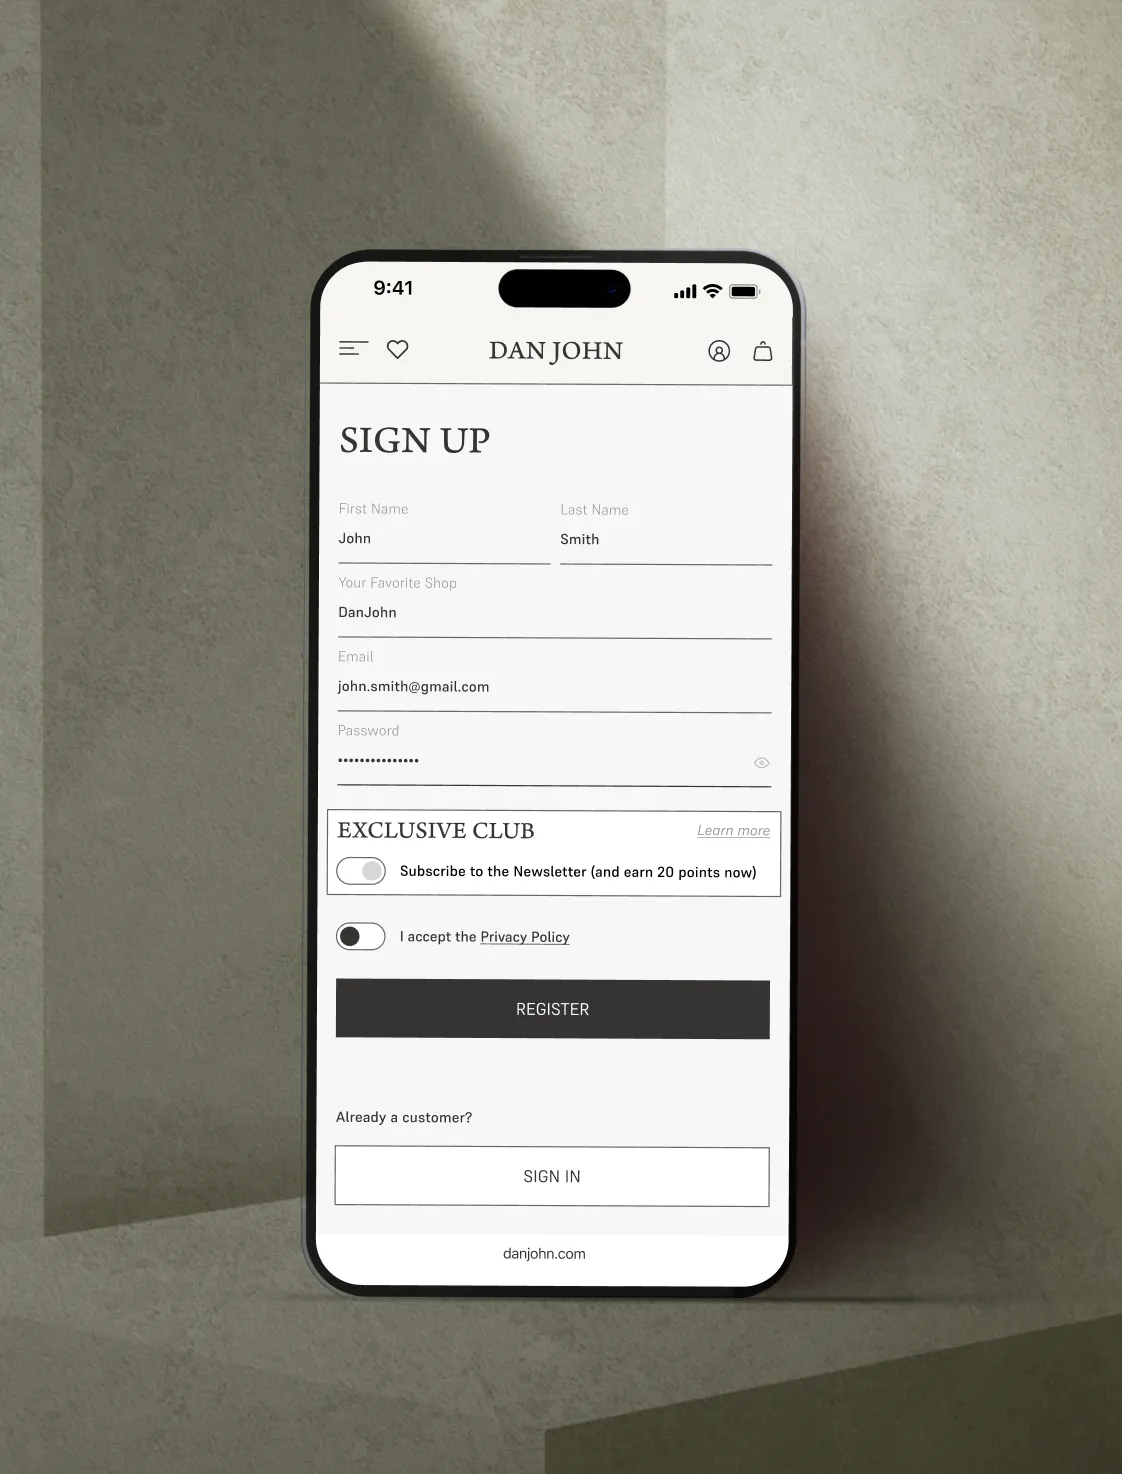 9:41
DAN JOHN
SIGN UP
First Name Last Name
John Smith
Your Favorite Shop
DanJohn
Email
john.smith@gmail.com
Password
•••••••••••••••
EXCLUSIVE CLUB Learn more
Subscribe to the Newsletter (and earn 20 points now)
I accept the Privacy Policy
REGISTER
Already a customer?
SIGN IN
danjohn.com